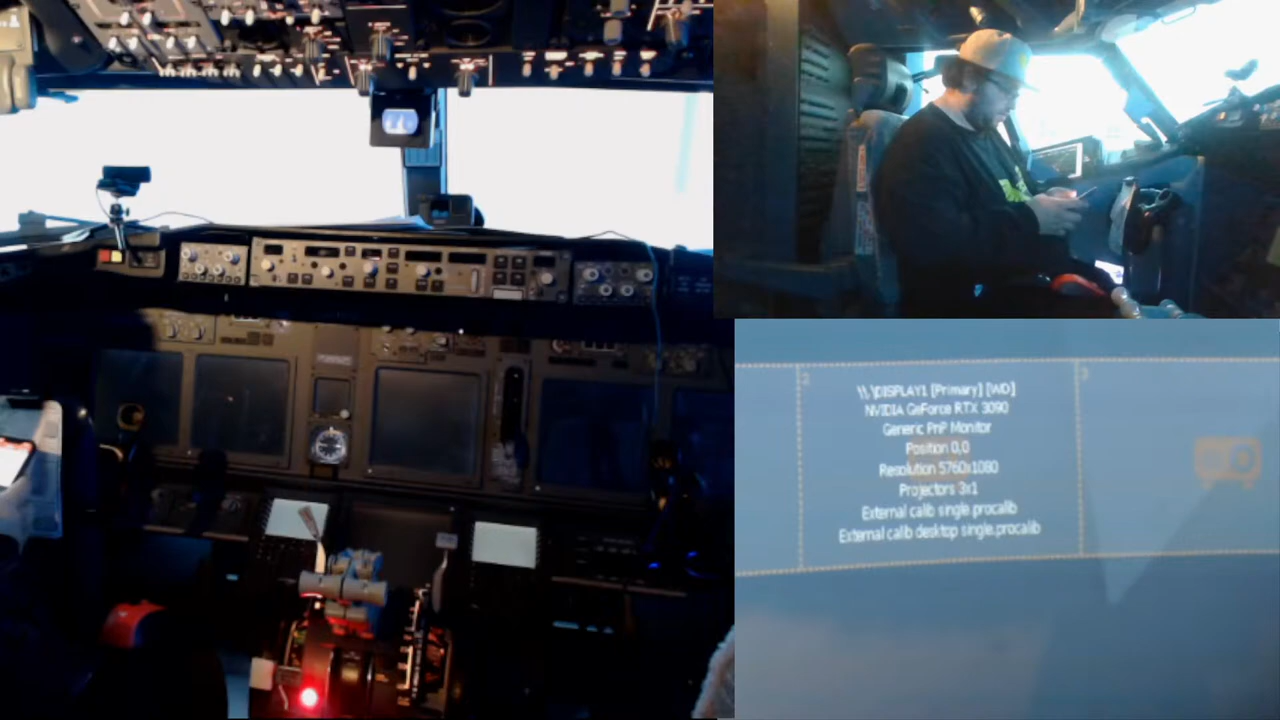 \\.\DISPLAY1 [Primary] [WD]
NVIDIA GeForce RTX 3090
Generic PnP Monitor
Position 0,0
Resolution 5760x1080
Projectors 3x1
External calib single.procalib
External calib desktop single.procalib